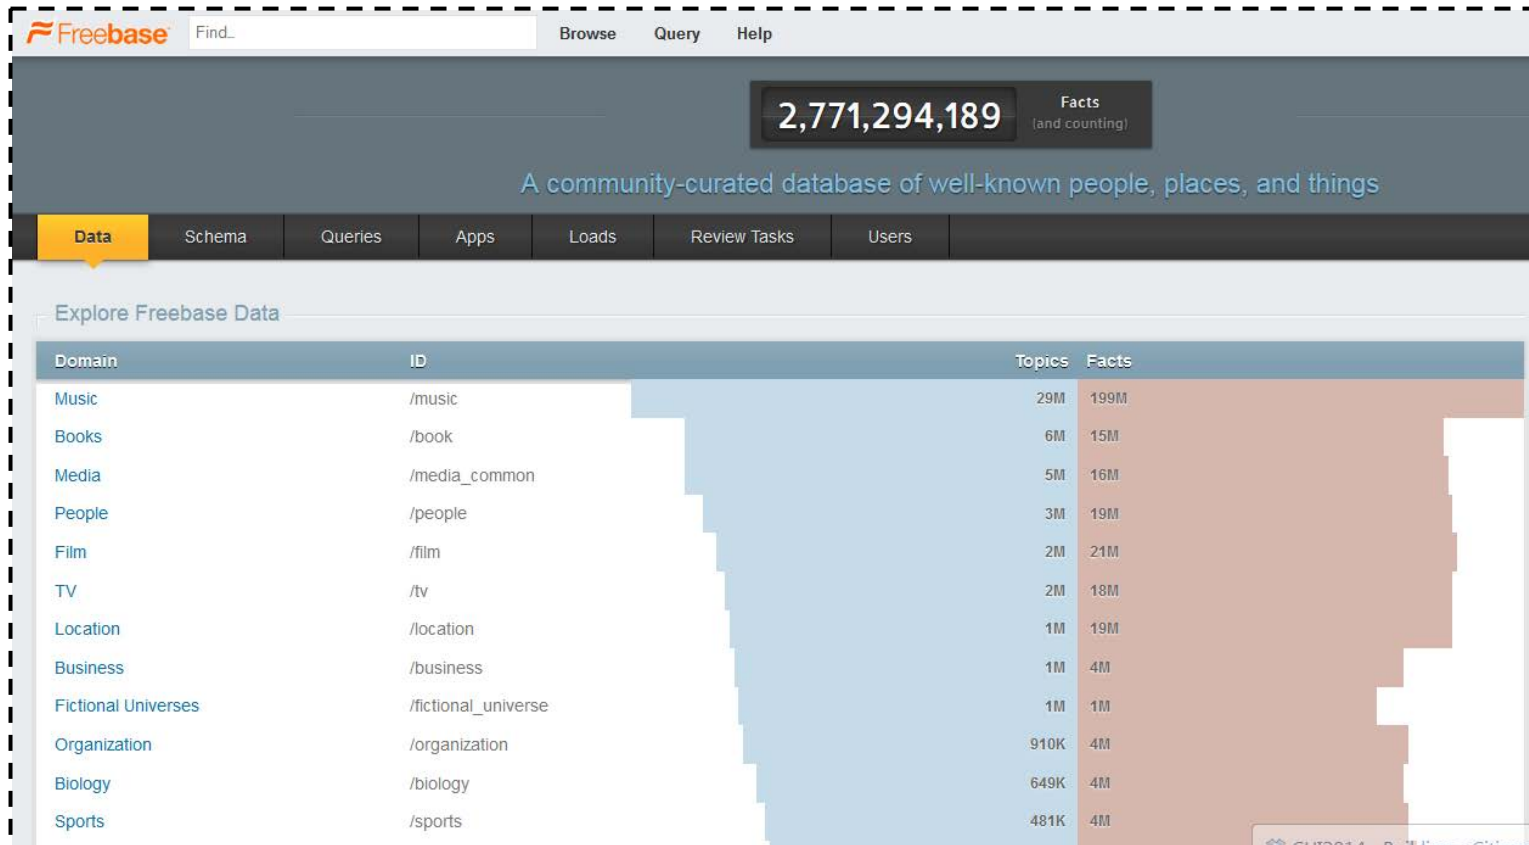 Freebase Find... Browse Query Help
2,771,294,189 Facts
(and counting)
A community-curated database of well-known people, places, and things
Data Schema Queries Apps Loads Review Tasks Users
Explore Freebase Data
Domain ID Topics Facts
Music /music 29M 199M
Books /book 6M 15M
Media /media_common 5M 16M
People /people 3M 19M
Film /film 2M 21M
TV /tv 2M 18M
Location /location 1M 19M
Business /business 1M 4M
Fictional Universes /fictional_universe 1M 1M
Organization /organization 910K 4M
Biology /biology 649K 4M
Sports /sports 481K 4M